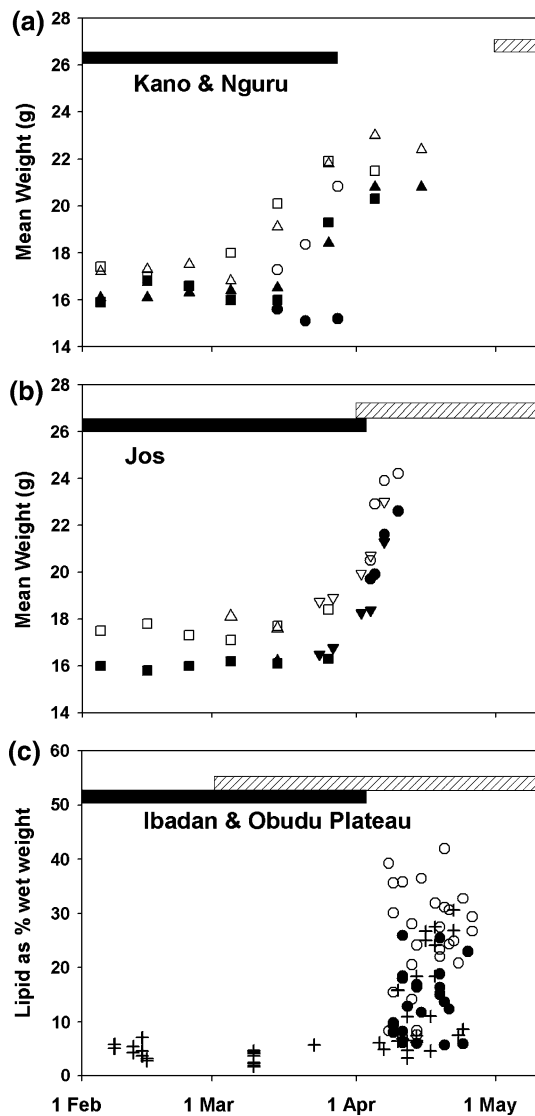 (a)
28
26
24
22
20
18
16
14
Mean Weight (g)
Kano & Nguru
(b)
28
26
24
22
20
18
16
14
Mean Weight (g)
Jos
(c)
60
50
40
30
20
10
0
Lipid as % wet weight
Ibadan & Obudu Plateau
1 Feb 1 Mar 1 Apr 1 May